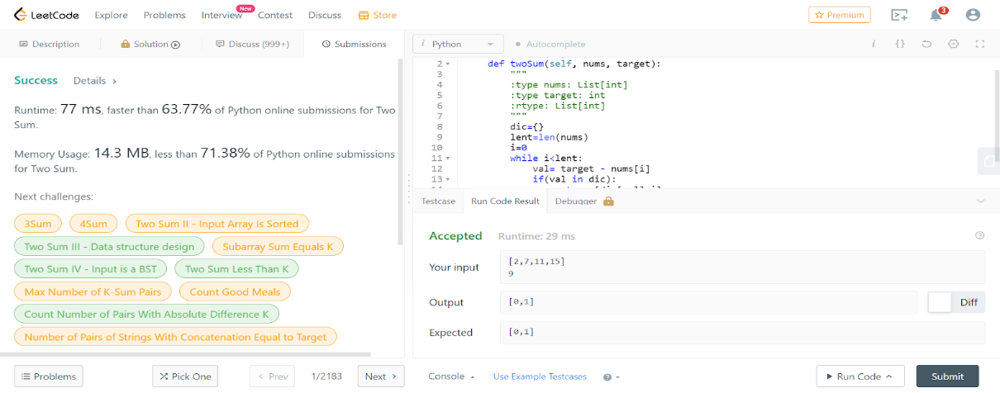 LeetCode Explore Problems Interview New Contest Discuss Store Premium 3
Description Solution Discuss (999+) Submissions
i Python Autocomplete i {}
Success Details >
Runtime: 77 ms, faster than 63.77% of Python online submissions for Two
Sum.
Memory Usage: 14.3 MB, less than 71.38% of Python online submissions
for Two Sum.
Next challenges:
3Sum 4Sum Two Sum II - Input Array Is Sorted
Two Sum III - Data structure design Subarray Sum Equals K
Two Sum IV - Input is a BST Two Sum Less Than K
Max Number of K-Sum Pairs Count Good Meals
Count Number of Pairs With Absolute Difference K
Number of Pairs of Strings With Concatenation Equal to Target
2 def twoSum(self, nums, target):
3 """
4 :type nums: List[int]
5 :type target: int
6 :rtype: List[int]
7 """
8 dic={}
9 lent=len(nums)
10 i=0
11 while i<lent:
12 val= target - nums[i]
13 if(val in dic):
Testcase Run Code Result Debugger
Accepted Runtime: 29 ms
Your input
[2,7,11,15]
9
Output [0,1] Diff
Expected [0,1]
Problems Pick One < Prev 1/2183 Next > Console Use Example Testcases Run Code Submit